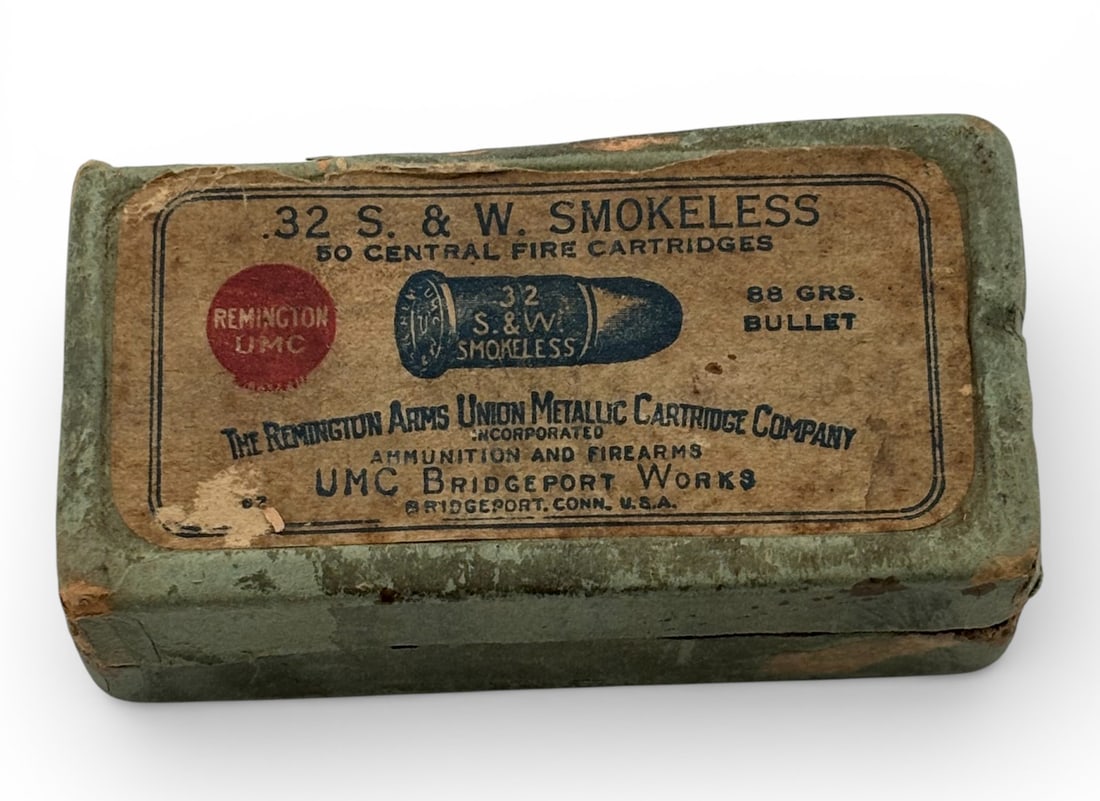 .32 S. & W. SMOKELESS
50 CENTRAL FIRE CARTRIDGES
REMINGTON
UMC
32
S. & W.
SMOKELESS
88 GRS.
BULLET
THE REMINGTON ARMS UNION METALLIC CARTRIDGE COMPANY
INCORPORATED
AMMUNITION AND FIREARMS
UMC BRIDGEPORT WORKS
BRIDGEPORT, CONN. U.S.A.